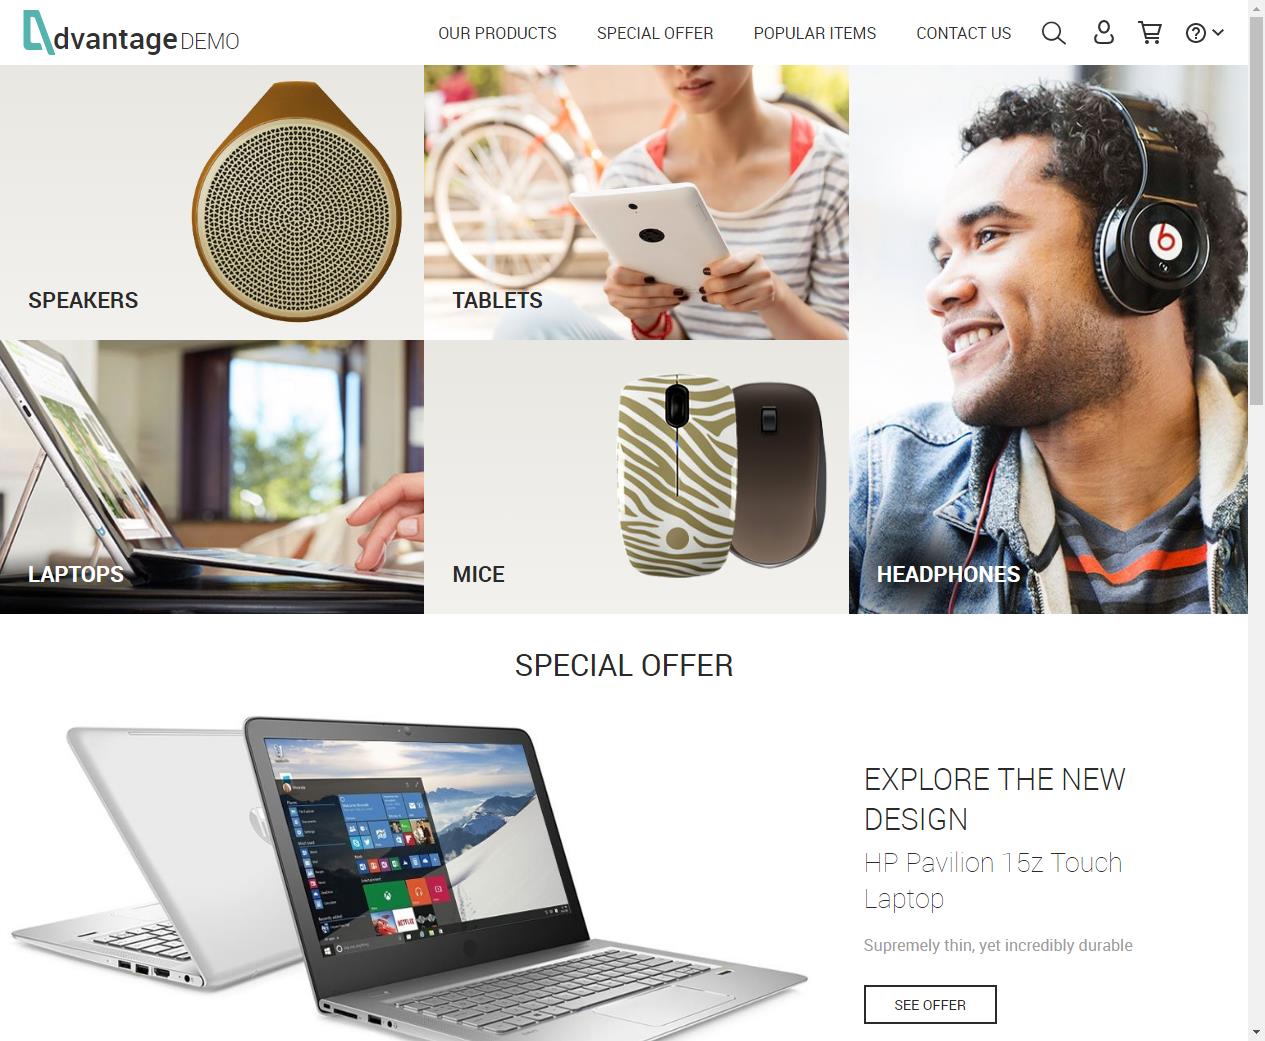 dvantage DEMO
OUR PRODUCTS SPECIAL OFFER POPULAR ITEMS CONTACT US
SPEAKERS
TABLETS
LAPTOPS
MICE
HEADPHONES
SPECIAL OFFER
EXPLORE THE NEW
DESIGN
HP Pavilion 15z Touch
Laptop
Supremely thin, yet incredibly durable
SEE OFFER
NETFLIX